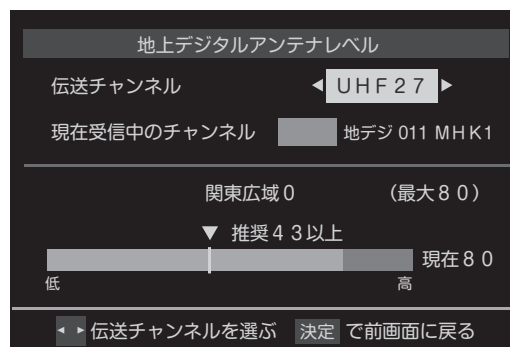 地上デジタルアンテナレベル
伝送チャンネル ◀ UHF27 ▶
現在受信中のチャンネル 地デジ 011 MHK1
関東広域0 (最大80)
▼ 推奨43以上
現在80
低 高
◂ ▸ 伝送チャンネルを選ぶ 決定 で前画面に戻る